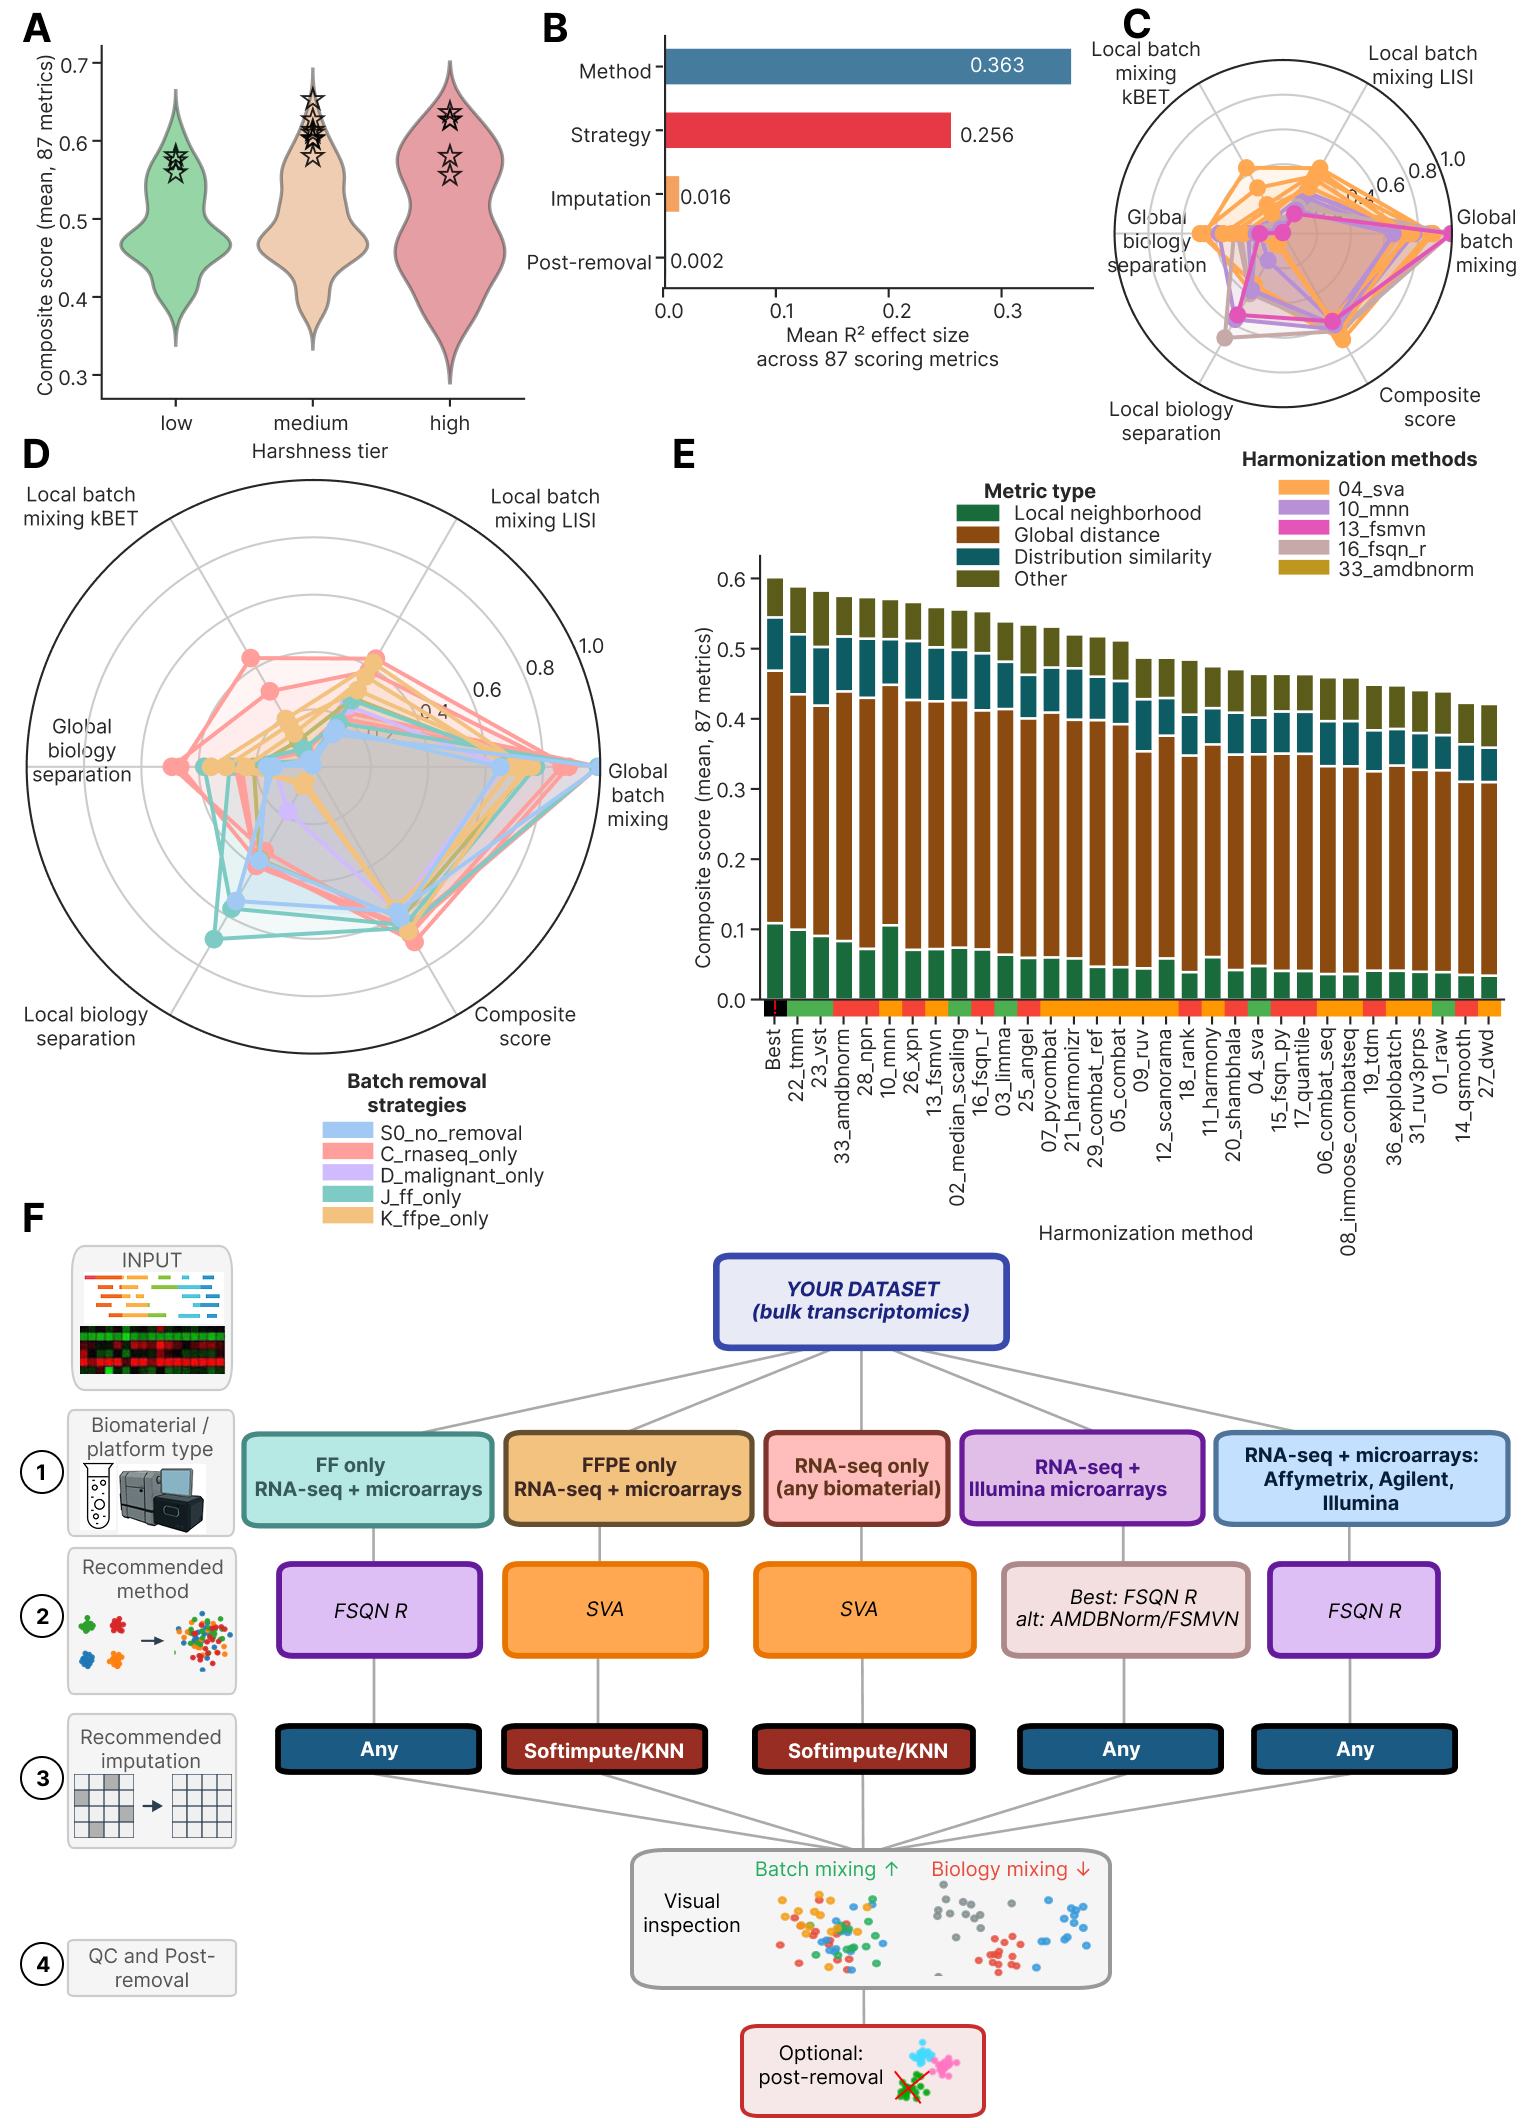 A
Composite score (mean, 87 metrics)
0.7
0.6
0.5
0.4
0.3
low
medium
high
Harshness tier
B
Method
Strategy
Imputation
Post-removal
0.363
0.256
0.016
0.002
0.0
0.1
0.2
0.3
Mean R² effect size
across 87 scoring metrics
C
Local batch
mixing
kBET
Local batch
mixing LISI
1.0
0.8
0.6
0.4
Global
biology
separation
Global
batch
mixing
Local biology
separation
Composite
score
Harmonization methods
04_sva
10_mnn
13_fsmvn
16_fsqn_r
33_amdbnorm
D
Local batch
mixing kBET
Local batch
mixing LISI
1.0
0.8
0.6
0.4
Global
biology
separation
Global
batch
mixing
Local biology
separation
Composite
score
Batch removal
strategies
S0_no_removal
C_rnaseq_only
D_malignant_only
J_ff_only
K_ffpe_only
E
Metric type
Local neighborhood
Global distance
Distribution similarity
Other
Composite score (mean, 87 metrics)
0.6
0.5
0.4
0.3
0.2
0.1
0.0
Best
22_tmm
23_vst
33_amdbnorm
28_npn
10_mnn
26_xpn
13_fsmvn
02_median_scaling
16_fsqn_r
03_limma
25_angel
07_pycombat
21_harmonizr
29_combat_ref
05_combat
09_ruv
12_scanorama
18_rank
11_harmony
20_shambhala
04_sva
15_fsqn_py
17_quantile
06_combat_seq
08_inmoose_combatseq
19_tdm
36_explobatch
31_ruv3prps
01_raw
14_qsmooth
27_dwd
Harmonization method
F
INPUT
YOUR DATASET
(bulk transcriptomics)
1
Biomaterial /
platform type
FF only
RNA-seq + microarrays
FFPE only
RNA-seq + microarrays
RNA-seq only
(any biomaterial)
RNA-seq +
Illumina microarrays
RNA-seq + microarrays:
Affymetrix, Agilent,
Illumina
2
Recommended
method
FSQN R
SVA
SVA
Best: FSQN R
alt: AMDBNorm/FSMVN
FSQN R
3
Recommended
imputation
Any
Softimpute/KNN
Softimpute/KNN
Any
Any
4
QC and Post-
removal
Visual
inspection
Batch mixing ↑
Biology mixing ↓
Optional:
post-removal